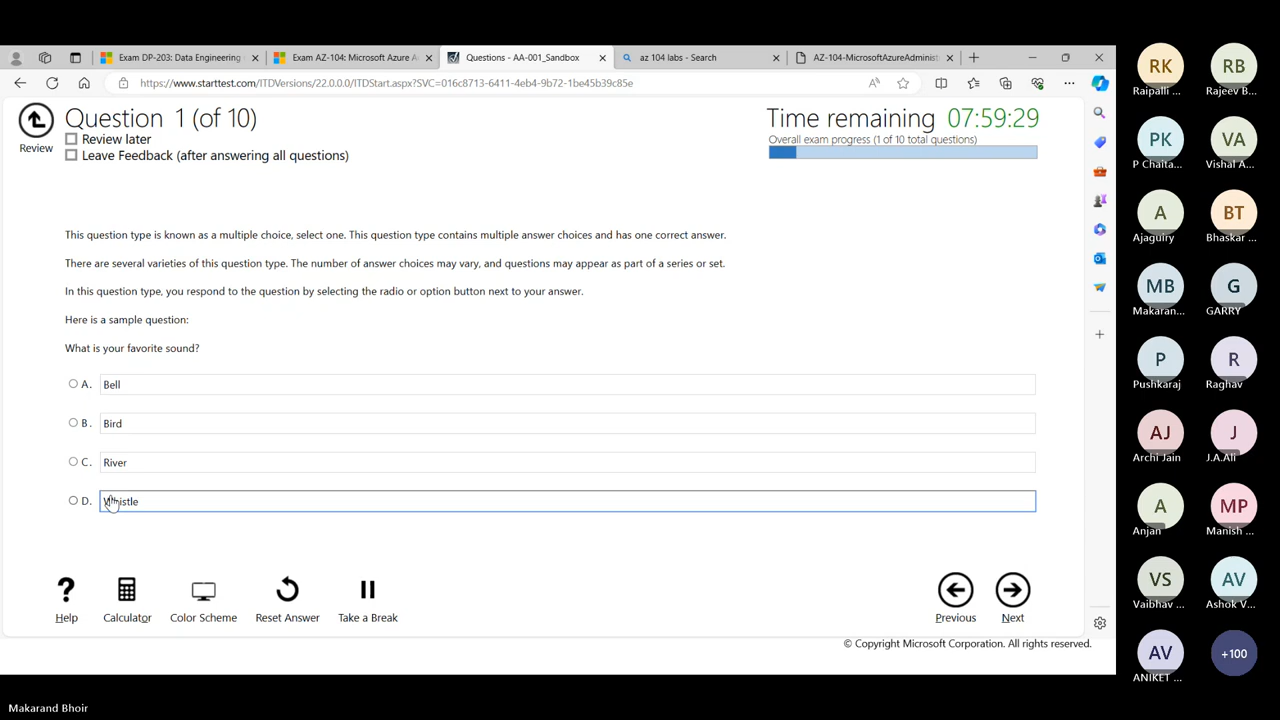 Exam DP-203: Data Engineering
Exam AZ-104: Microsoft Azure A
Questions - AA-001_Sandbox
az 104 labs - Search
AZ-104-MicrosoftAzureAdminist
https://www.starttest.com/ITDVersions/22.0.0.0/ITDStart.aspx?SVC=016c8713-6411-4eb4-9b72-1be45b39c85e
Review
Question 1 (of 10)
Review later
Leave Feedback (after answering all questions)
Time remaining 07:59:29
Overall exam progress (1 of 10 total questions)
This question type is known as a multiple choice, select one. This question type contains multiple answer choices and has one correct answer.
There are several varieties of this question type. The number of answer choices may vary, and questions may appear as part of a series or set.
In this question type, you respond to the question by selecting the radio or option button next to your answer.
Here is a sample question:
What is your favorite sound?
A. Bell
B. Bird
C. River
D. Whistle
? Help
Calculator
Color Scheme
Reset Answer
Take a Break
Previous
Next
© Copyright Microsoft Corporation. All rights reserved.
RK
Raipalli ...
RB
Rajeev B...
PK
P Chaita...
VA
Vishal A...
A
Ajaguiry
BT
Bhaskar ...
MB
Makaran...
G
GARRY
P
Pushkaraj
R
Raghav
AJ
Archi Jain
J
J.A.Ali
A
Anjan
MP
Manish ...
VS
Vaibhav ...
AV
Ashok V...
AV
ANIKET ...
+100
Makarand Bhoir